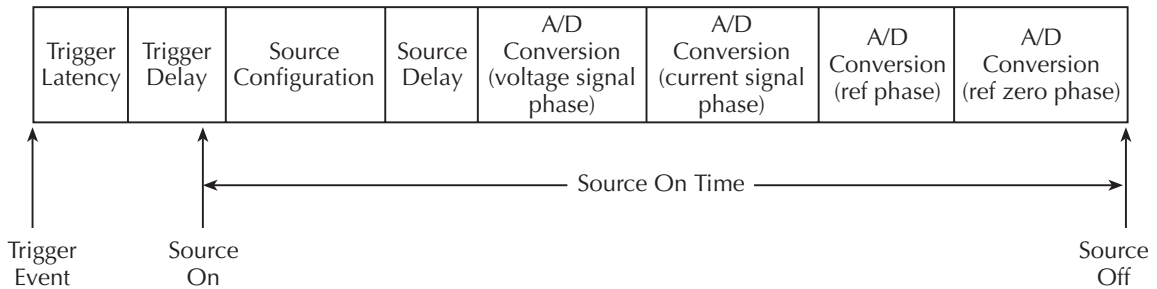 Trigger
Latency
Trigger
Delay
Source
Configuration
Source
Delay
A/D
Conversion
(voltage signal
phase)
A/D
Conversion
(current signal
phase)
A/D
Conversion
(ref phase)
A/D
Conversion
(ref zero phase)
Source On Time
Trigger
Event
Source
On
Source
Off